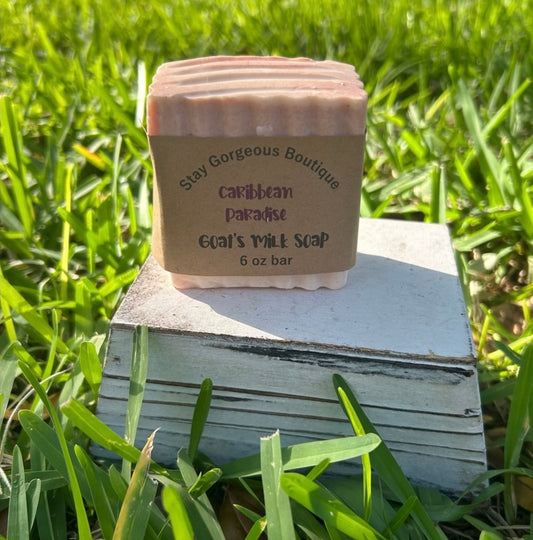 Stay Gorgeous Boutique
Caribbean
Paradise
Goat's Milk Soap
6 oz bar